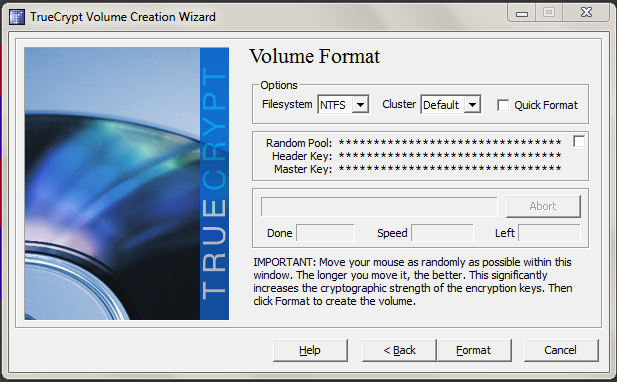 TrueCrypt Volume Creation Wizard
TRUECRYPT
Volume Format
Options
Filesystem NTFS Cluster Default Quick Format
Random Pool: ********************************
Header Key: ********************************
Master Key: ********************************
Abort
Done Speed Left
IMPORTANT: Move your mouse as randomly as possible within this
window. The longer you move it, the better. This significantly
increases the cryptographic strength of the encryption keys. Then
click Format to create the volume.
Help < Back Format Cancel